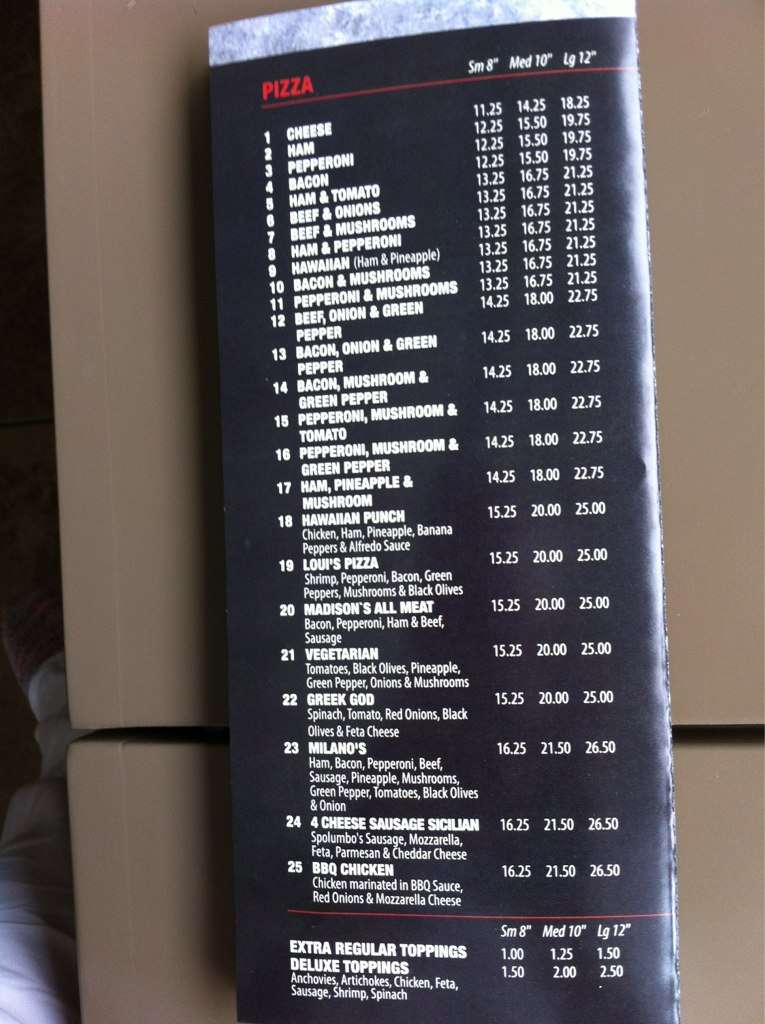 PIZZA Sm 8" Med 10" Lg 12"
1 CHEESE 11.25 14.25 18.25
2 HAM 12.25 15.50 19.75
3 PEPPERONI 12.25 15.50 19.75
4 BACON 12.25 15.50 19.75
5 HAM & TOMATO 13.25 16.75 21.25
6 BEEF & ONIONS 13.25 16.75 21.25
7 BEEF & MUSHROOMS 13.25 16.75 21.25
8 HAM & PEPPERONI 13.25 16.75 21.25
9 HAWAIIAN (Ham & Pineapple) 13.25 16.75 21.25
10 BACON & MUSHROOMS 13.25 16.75 21.25
11 PEPPERONI & MUSHROOMS 13.25 16.75 21.25
12 BEEF, ONION & GREEN 14.25 18.00 22.75
PEPPER
13 BACON, ONION & GREEN 14.25 18.00 22.75
PEPPER
14 BACON, MUSHROOM & 14.25 18.00 22.75
GREEN PEPPER
15 PEPPERONI, MUSHROOM & 14.25 18.00 22.75
TOMATO
16 PEPPERONI, MUSHROOM & 14.25 18.00 22.75
GREEN PEPPER
17 HAM, PINEAPPLE & 14.25 18.00 22.75
MUSHROOM
18 HAWAIIAN PUNCH 15.25 20.00 25.00
Chicken, Ham, Pineapple, Banana
Peppers & Alfredo Sauce
19 LOUI'S PIZZA 15.25 20.00 25.00
Shrimp, Pepperoni, Bacon, Green
Peppers, Mushrooms & Black Olives
20 MADISON`S ALL MEAT 15.25 20.00 25.00
Bacon, Pepperoni, Ham & Beef,
Sausage
21 VEGETARIAN 15.25 20.00 25.00
Tomatoes, Black Olives, Pineapple,
Green Pepper, Onions & Mushrooms
22 GREEK GOD 15.25 20.00 25.00
Spinach, Tomato, Red Onions, Black
Olives & Feta Cheese
23 MILANO'S 16.25 21.50 26.50
Ham, Bacon, Pepperoni, Beef,
Sausage, Pineapple, Mushrooms,
Green Pepper, Tomatoes, Black Olives
& Onion
24 4 CHEESE SAUSAGE SICILIAN 16.25 21.50 26.50
Spolumbo's Sausage, Mozzarella,
Feta, Parmesan & Cheddar Cheese
25 BBQ CHICKEN 16.25 21.50 26.50
Chicken marinated in BBQ Sauce,
Red Onions & Mozzarella Cheese
Sm 8" Med 10" Lg 12"
EXTRA REGULAR TOPPINGS 1.00 1.25 1.50
DELUXE TOPPINGS 1.50 2.00 2.50
Anchovies, Artichokes, Chicken, Feta,
Sausage, Shrimp, Spinach